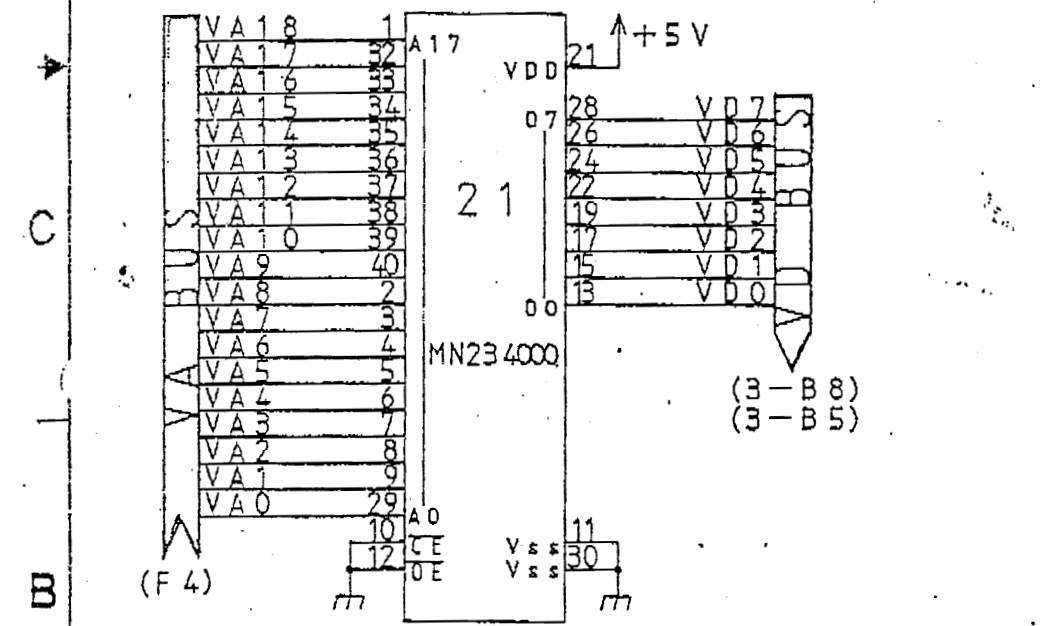 VA18 1
VA17 32
VA16 33
VA15 34
VA14 35
VA13 36
VA12 37
VA11 38
VA10 39
VA9 40
VA8 2
VA7 3
VA6 4
VA5 5
VA4 6
VA3 7
VA2 8
VA1 9
VA0 29
10
12
VA BUS
(F4)
A17
A0
CE
OE
21
MN234000
VDD
D7
D0
Vss
Vss
21
+5V
28 VD7
26 VD6
24 VD5
22 VD4
19 VD3
17 VD2
15 VD1
13 VD0
11
30
VD BUS
(3-B8)
(3-B5)
C
B